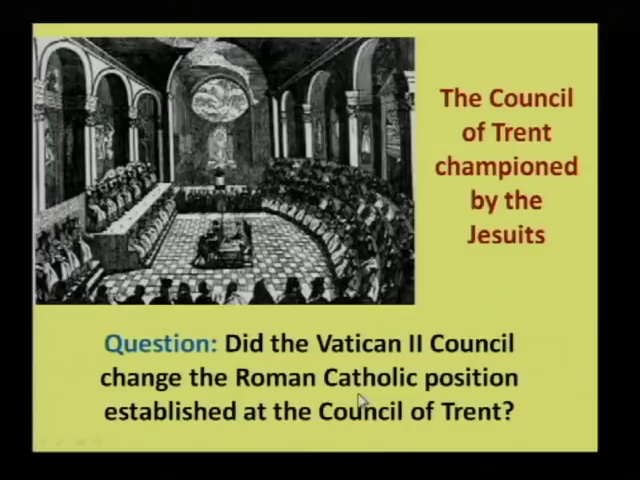 The Council
of Trent
championed
by the
Jesuits
Question: Did the Vatican II Council
change the Roman Catholic position
established at the Council of Trent?